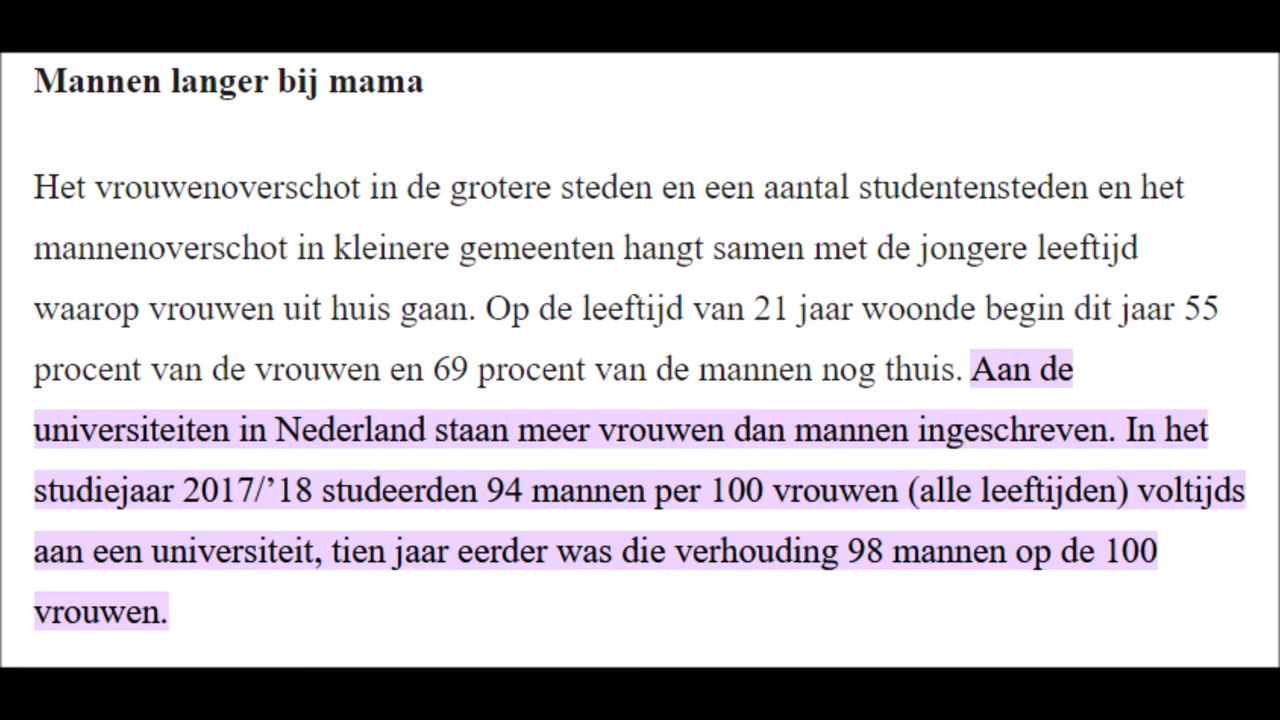 Mannen langer bij mama
Het vrouwenoverschot in de grotere steden en een aantal studentensteden en het
mannenoverschot in kleinere gemeenten hangt samen met de jongere leeftijd
waarop vrouwen uit huis gaan. Op de leeftijd van 21 jaar woonde begin dit jaar 55
procent van de vrouwen en 69 procent van de mannen nog thuis. Aan de
universiteiten in Nederland staan meer vrouwen dan mannen ingeschreven. In het
studiejaar 2017/’18 studeerden 94 mannen per 100 vrouwen (alle leeftijden) voltijds
aan een universiteit, tien jaar eerder was die verhouding 98 mannen op de 100
vrouwen.